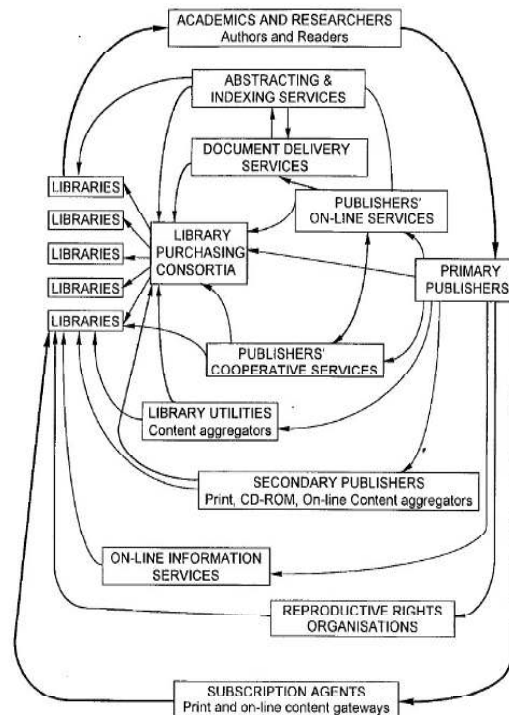 ACADEMICS AND RESEARCHERS
Authors and Readers
ABSTRACTING &
INDEXING SERVICES
DOCUMENT DELIVERY
SERVICES
LIBRARIES
PUBLISHERS'
ON-LINE SERVICES
LIBRARIES
LIBRARY
PURCHASING
CONSORTIA
LIBRARIES
PRIMARY
PUBLISHERS
LIBRARIES
LIBRARIES
PUBLISHERS'
COOPERATIVE SERVICES
LIBRARY UTILITIES
Content aggregators
SECONDARY PUBLISHERS
Print, CD-ROM, On-line Content aggregators
ON-LINE INFORMATION
SERVICES
REPRODUCTIVE RIGHTS
ORGANISATIONS
SUBSCRIPTION AGENTS
Print and on-line content gateways